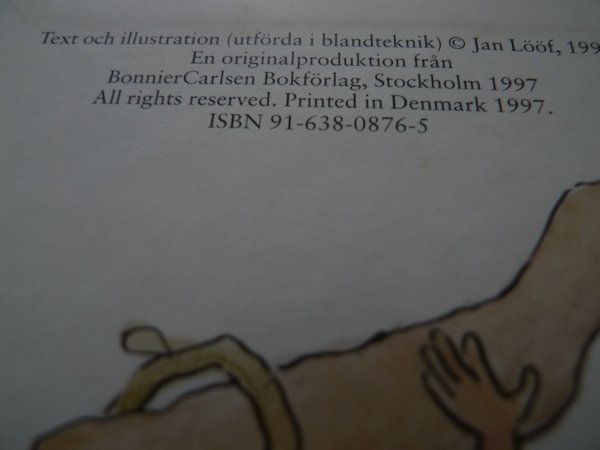 Text och illustration (utförda i blandteknik) © Jan Lööf, 199
En originalproduktion från
BonnierCarlsen Bokförlag, Stockholm 1997
All rights reserved. Printed in Denmark 1997.
ISBN 91-638-0876-5